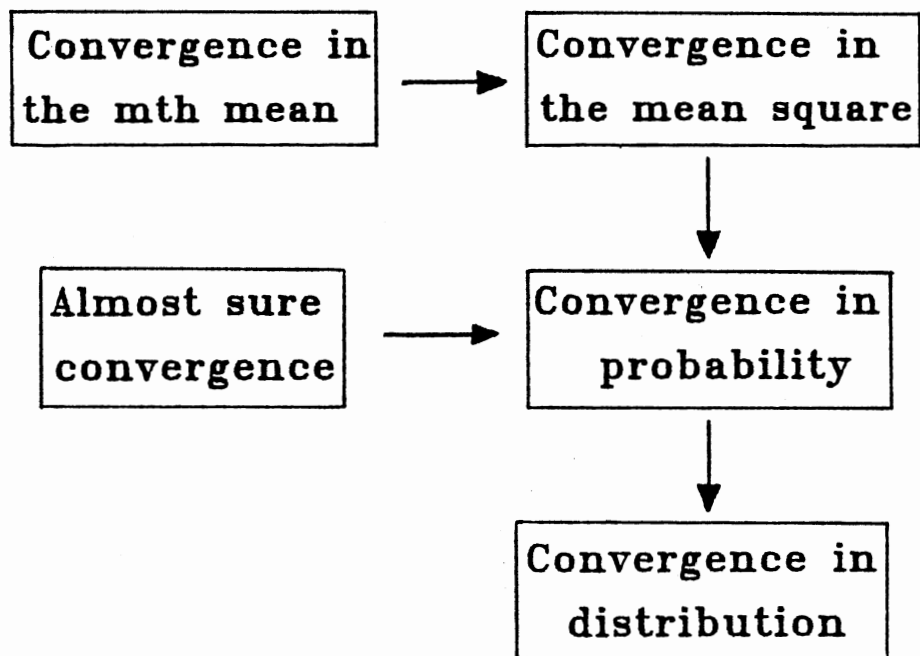 Convergence in
the mth mean
Convergence in
the mean square
Almost sure
convergence
Convergence in
probability
Convergence in
distribution